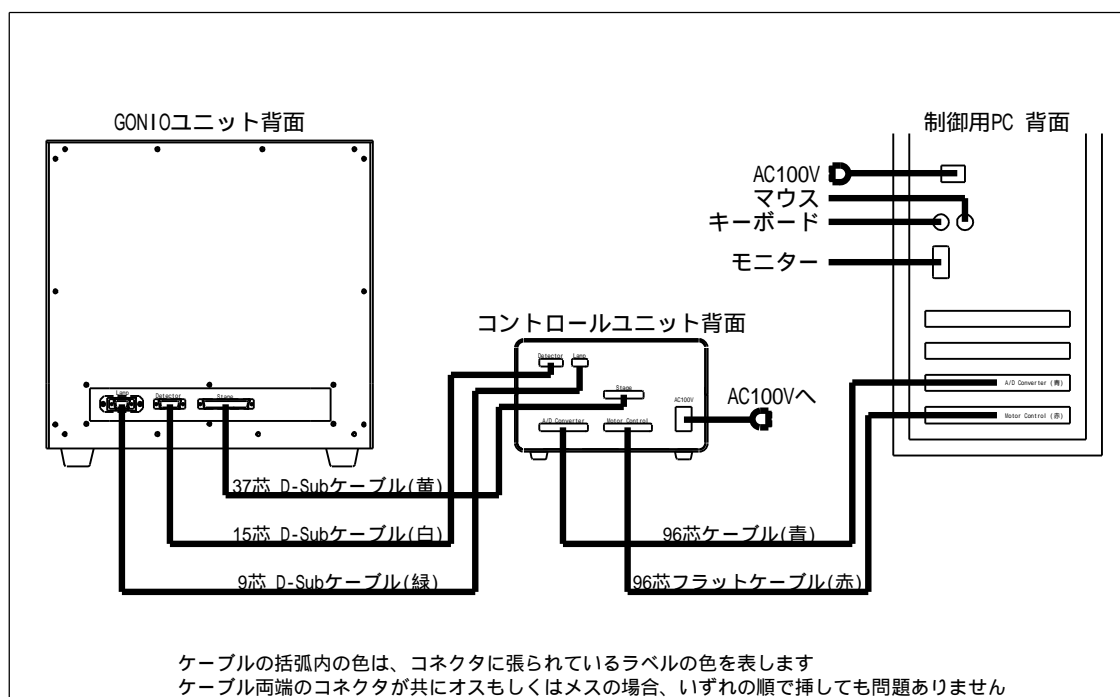 GONIOユニット背面
制御用PC 背面
AC100V
マウス
キーボード
モニター
コントロールユニット背面
Detector
Lamp
Stage
AC100V
A/D Converter
Motor Control
AC100Vへ
A/D Converter (青)
Motor Control (赤)
Lamp
Detector
Stage
37芯 D-Subケーブル(黄)
15芯 D-Subケーブル(白)
96芯ケーブル(青)
9芯 D-Subケーブル(緑)
96芯フラットケーブル(赤)
ケーブルの括弧内の色は、コネクタに張られているラベルの色を表します
ケーブル両端のコネクタが共にオスもしくはメスの場合、いずれの順で挿しても問題ありません